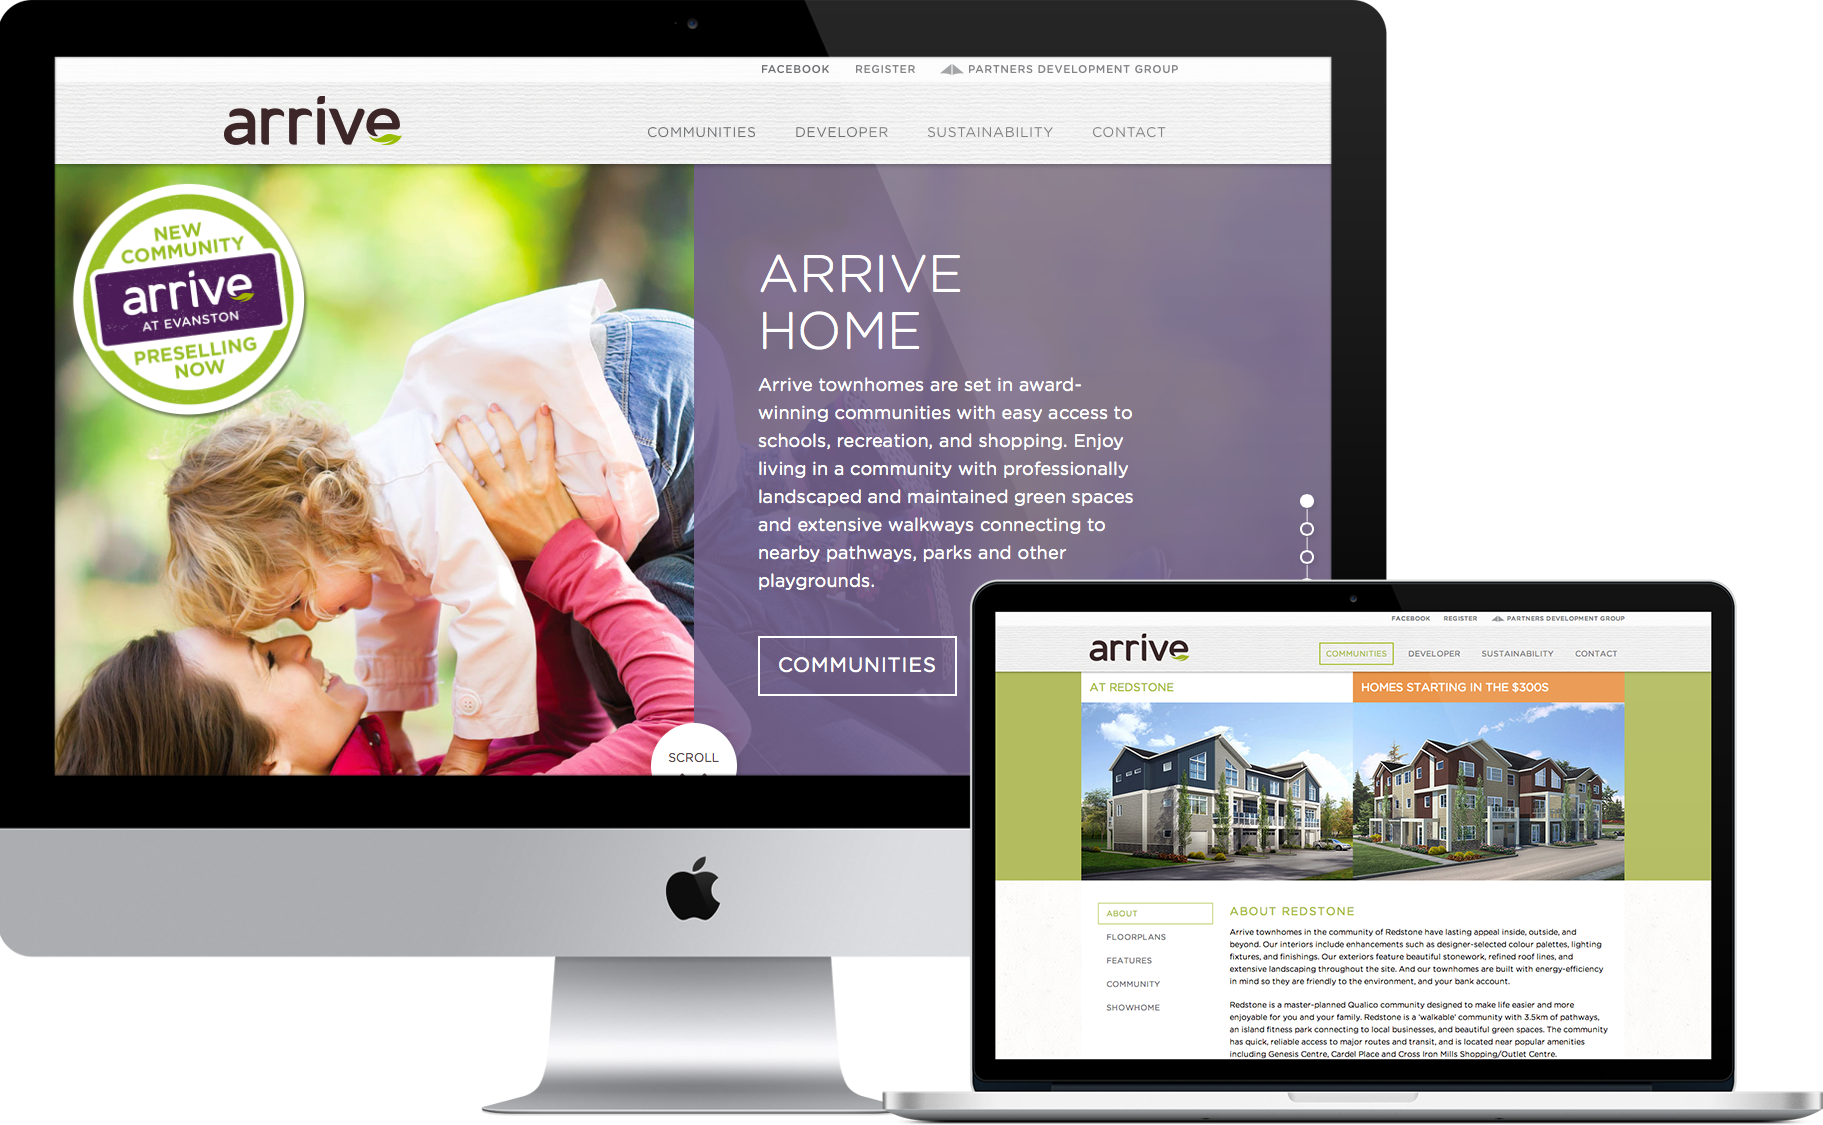 FACEBOOK REGISTER PARTNERS DEVELOPMENT GROUP
arrive
COMMUNITIES DEVELOPER SUSTAINABILITY CONTACT
NEW
COMMUNITY
arrive
AT EVANSTON
PRESELLING
NOW
ARRIVE
HOME
Arrive townhomes are set in award-
winning communities with easy access to
schools, recreation, and shopping. Enjoy
living in a community with professionally
landscaped and maintained green spaces
and extensive walkways connecting to
nearby pathways, parks and other
playgrounds.
COMMUNITIES
SCROLL
FACEBOOK REGISTER PARTNERS DEVELOPMENT GROUP
arrive
COMMUNITIES DEVELOPER SUSTAINABILITY CONTACT
AT REDSTONE
HOMES STARTING IN THE $300S
ABOUT
FLOORPLANS
FEATURES
COMMUNITY
SHOWHOME
ABOUT REDSTONE
Arrive townhomes in the community of Redstone have lasting appeal inside, outside, and
beyond. Our interiors include enhancements such as designer-selected colour palettes, lighting
fixtures, and finishings. Our exteriors feature beautiful stonework, refined roof lines, and
extensive landscaping throughout the site. And our townhomes are built with energy-efficiency
in mind so they are friendly to the environment, and your bank account.
Redstone is a master-planned Qualico community designed to make life easier and more
enjoyable for you and your family. Redstone is a 'walkable' community with 3.5km of pathways,
an island fitness park connecting to local businesses, and beautiful green spaces. The community
has quick, reliable access to major routes and transit, and is located near popular amenities
including Genesis Centre, Cardel Place and Cross Iron Mills Shopping/Outlet Centre.